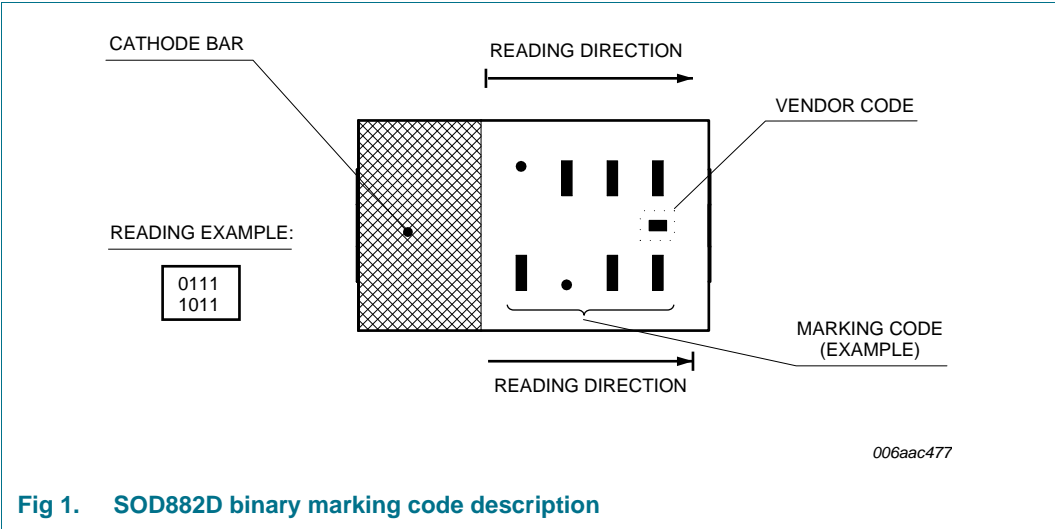 CATHODE BAR
READING DIRECTION
VENDOR CODE
READING EXAMPLE:
0111
1011
MARKING CODE
(EXAMPLE)
READING DIRECTION
006aac477
Fig 1. SOD882D binary marking code description